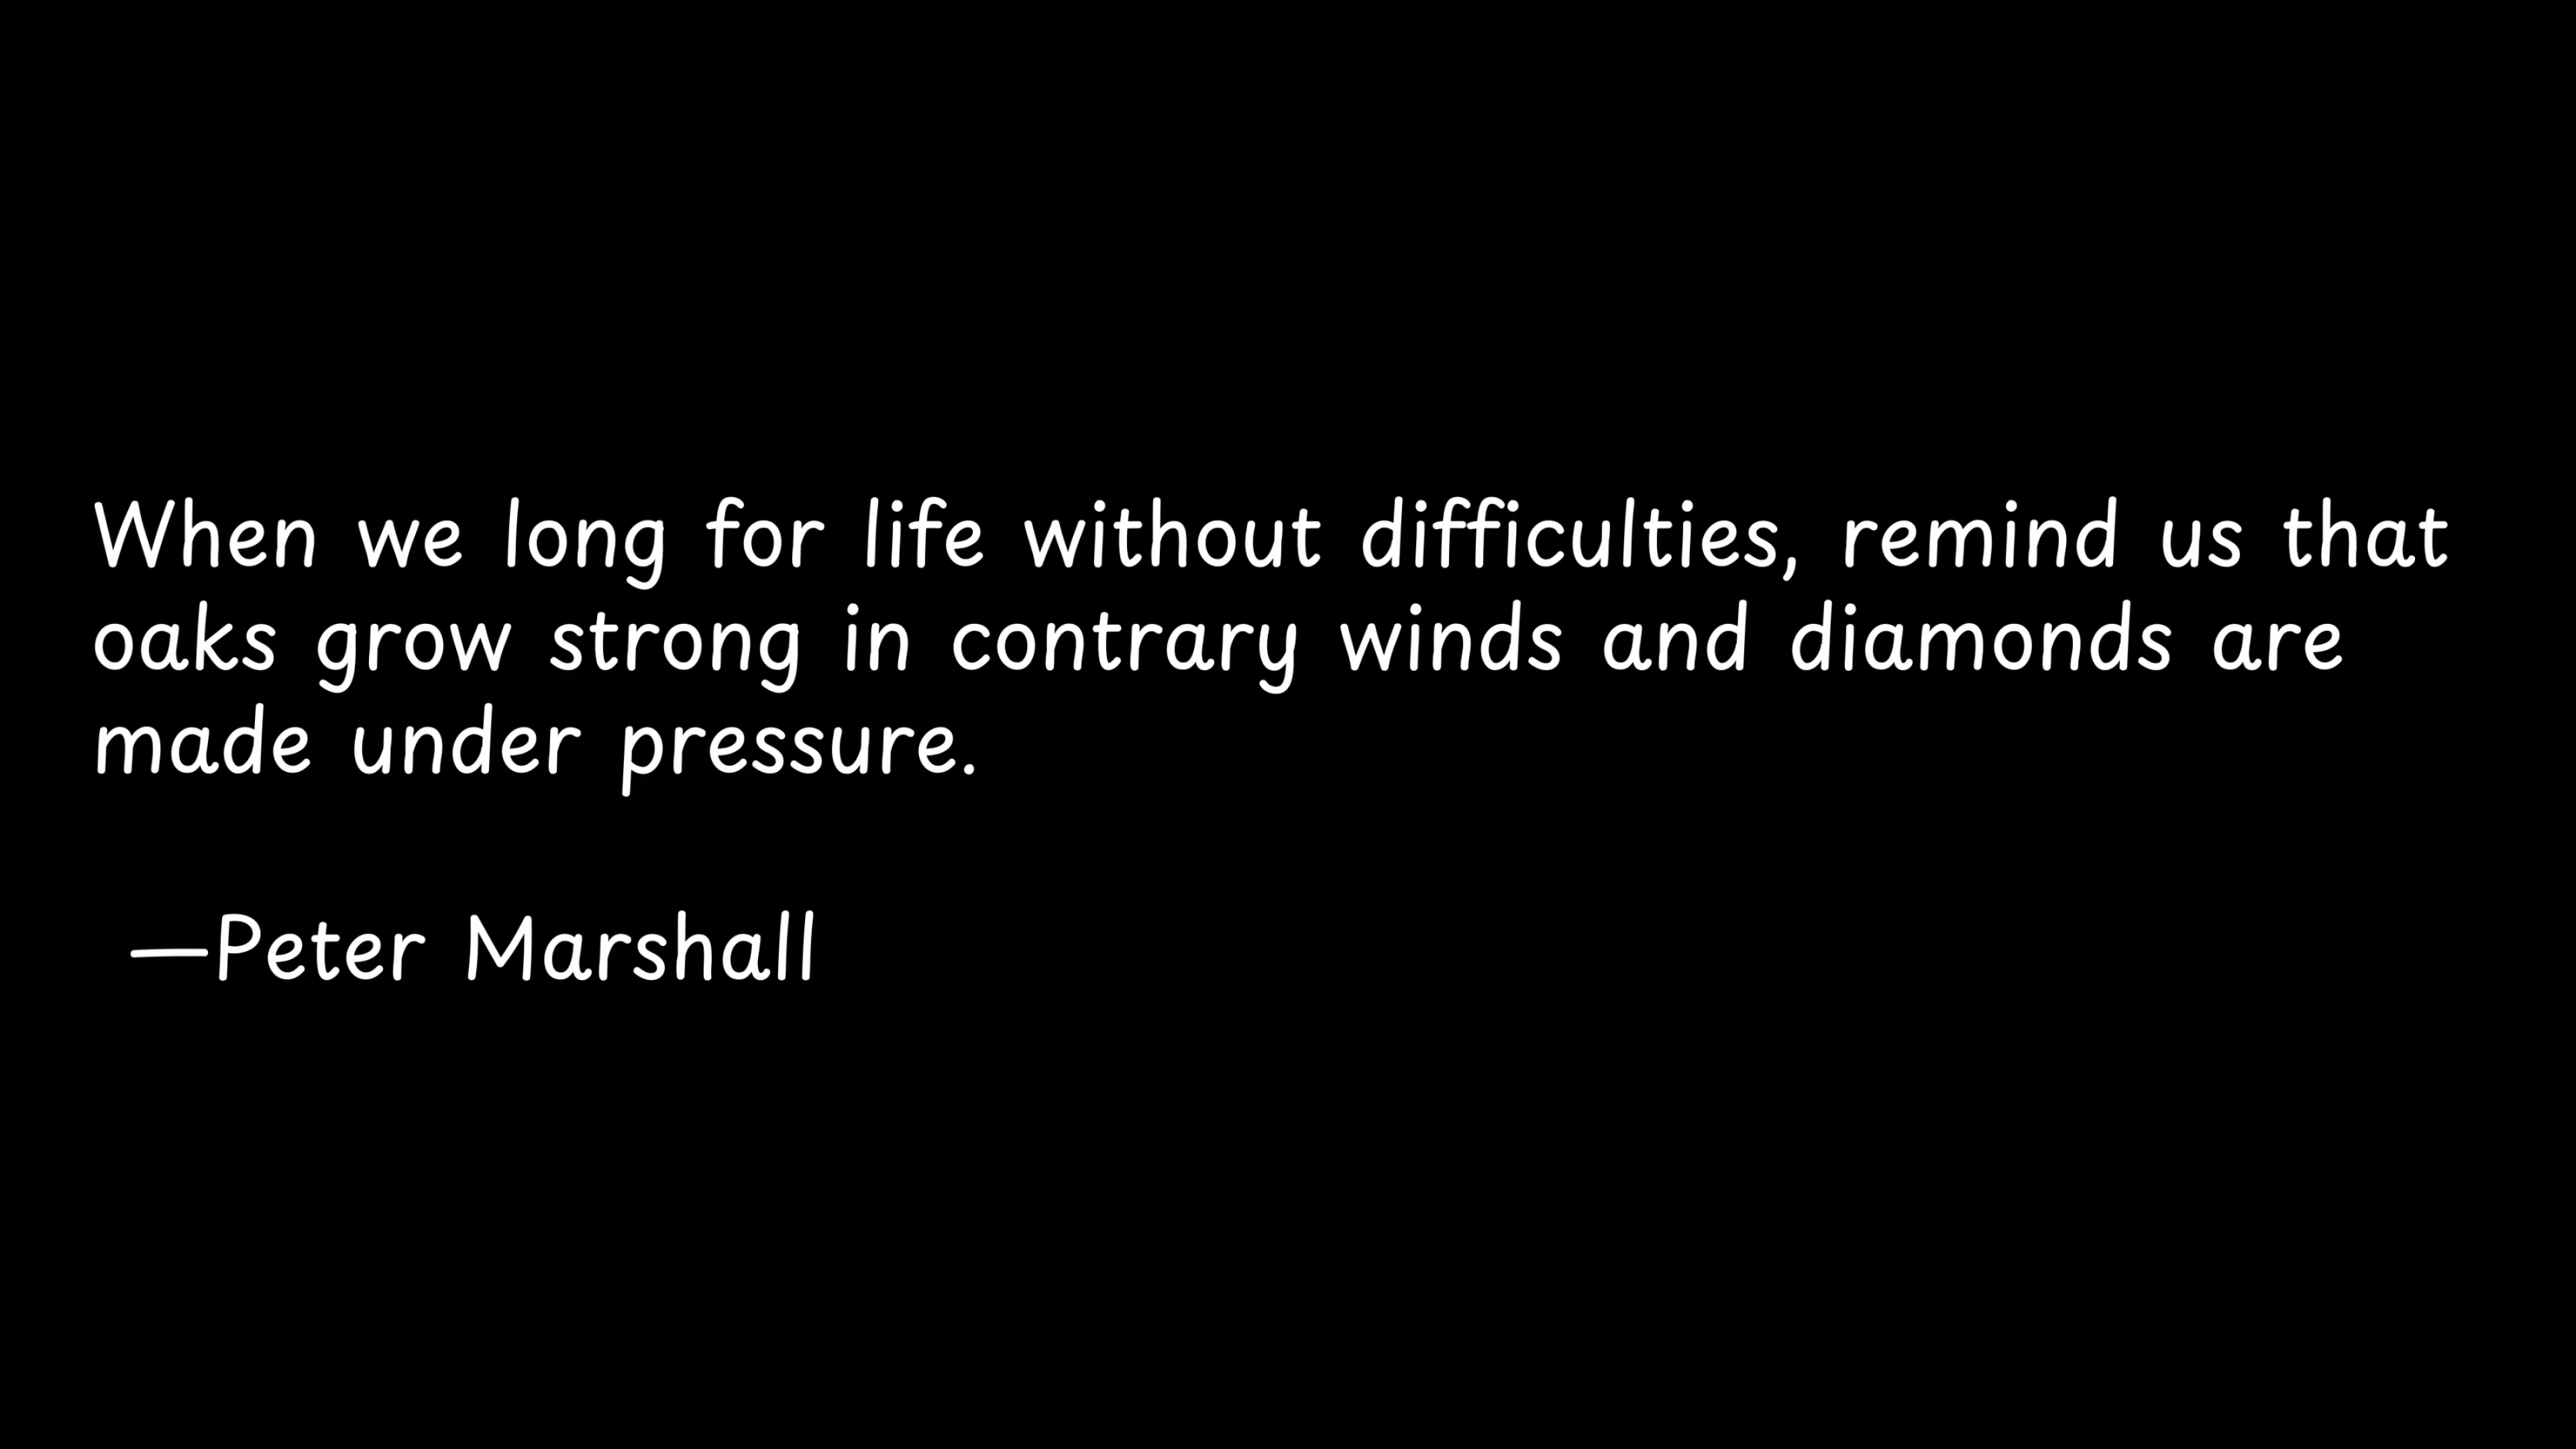 When we long for life without difficulties, remind us that
oaks grow strong in contrary winds and diamonds are
made under pressure.
—Peter Marshall